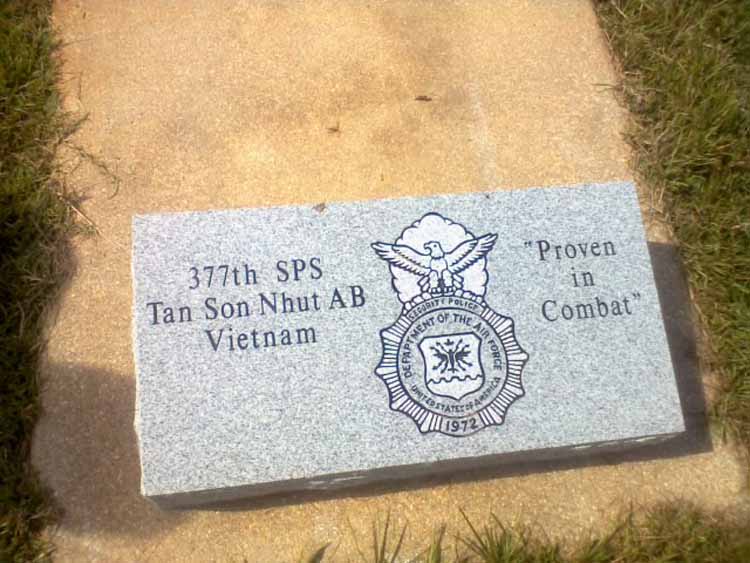 377th SPS
Tan Son Nhut AB
Vietnam
SECURITY POLICE
DEPARTMENT OF THE AIR FORCE
UNITED STATES OF AMERICA
1972
"Proven
in
Combat"